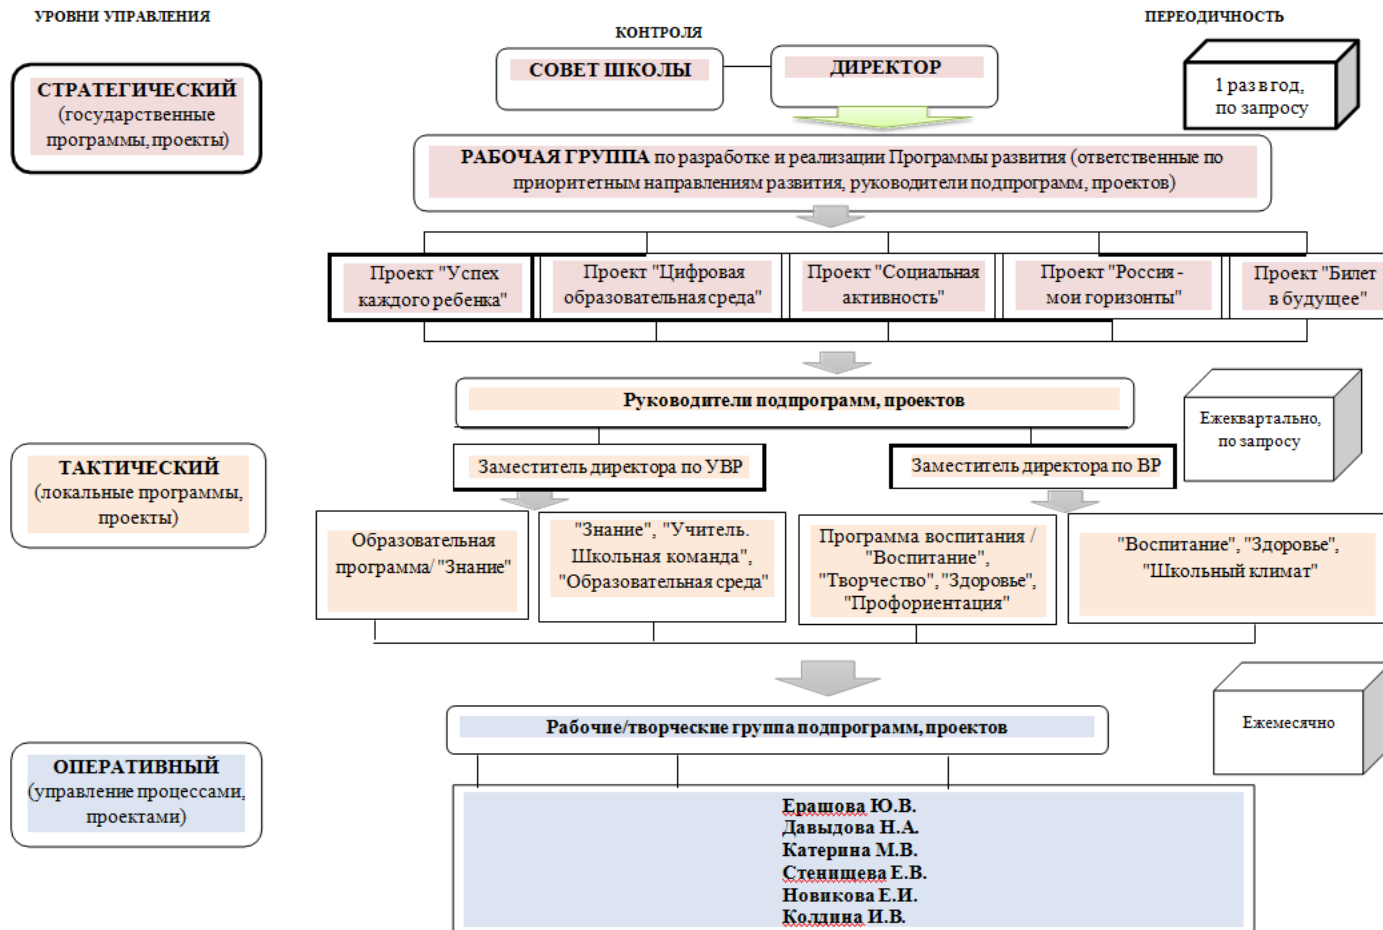 УРОВНИ УПРАВЛЕНИЯ
КОНТРОЛЯ
ПЕРЕОДИЧНОСТЬ
СТРАТЕГИЧЕСКИЙ
(государственные
программы, проекты)
СОВЕТ ШКОЛЫ
ДИРЕКТОР
1 раз в год,
по запросу
РАБОЧАЯ ГРУППА по разработке и реализации Программы развития (ответственные по
приоритетным направлениям развития, руководители подпрограмм, проектов)
Проект "Успех
каждого ребенка"
Проект "Цифровая
образовательная среда"
Проект "Социальная
активность"
Проект "Россия -
мои горизонты"
Проект "Билет
в будущее"
Руководители подпрограмм, проектов
Ежеквартально,
по запросу
ТАКТИЧЕСКИЙ
(локальные программы,
проекты)
Заместитель директора по УВР
Заместитель директора по ВР
Образовательная
программа/ "Знание"
"Знание", "Учитель.
Школьная команда",
"Образовательная среда"
Программа воспитания /
"Воспитание",
"Творчество", "Здоровье",
"Профориентация"
"Воспитание", "Здоровье",
"Школьный климат"
Рабочие/творческие группа подпрограмм, проектов
Ежемесячно
ОПЕРАТИВНЫЙ
(управление процессами,
проектами)
Ерашова Ю.В.
Давыдова Н.А.
Катерина М.В.
Стенищева Е.В.
Новикова Е.И.
Колдина И.В.